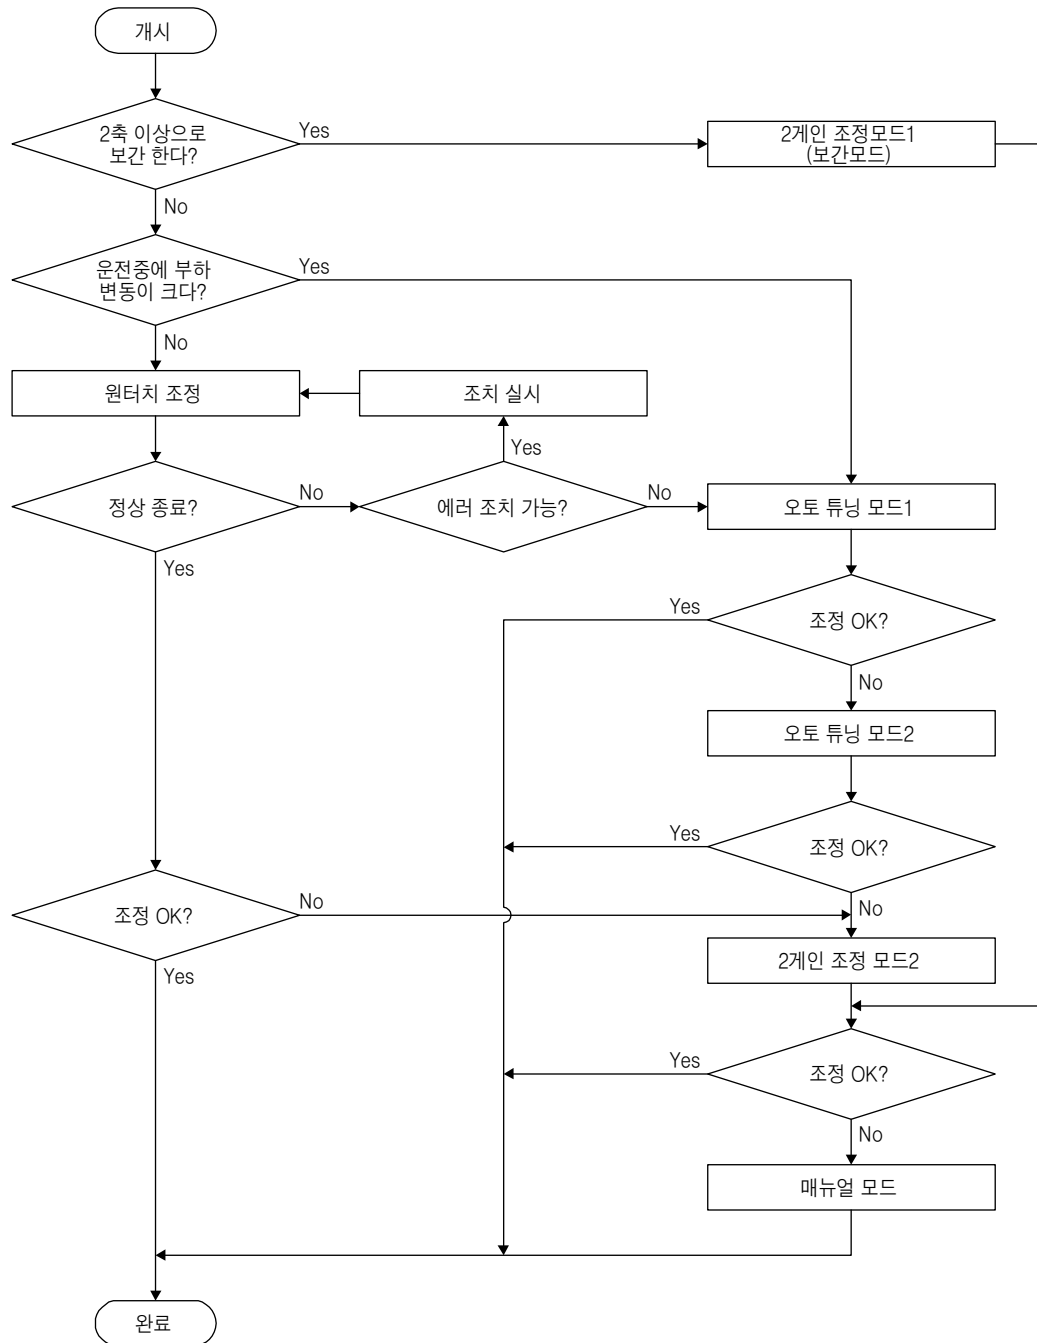 개시
2축 이상으로
보간 한다?
Yes
2게인 조정모드1
(보간모드)
No
운전중에 부하
변동이 크다?
Yes
No
원터치 조정
조치 실시
Yes
정상 종료?
No
에러 조치 가능?
No
오토 튜닝 모드1
Yes
Yes
조정 OK?
No
오토 튜닝 모드2
Yes
조정 OK?
조정 OK?
No
No
Yes
2게인 조정 모드2
Yes
조정 OK?
No
매뉴얼 모드
완료